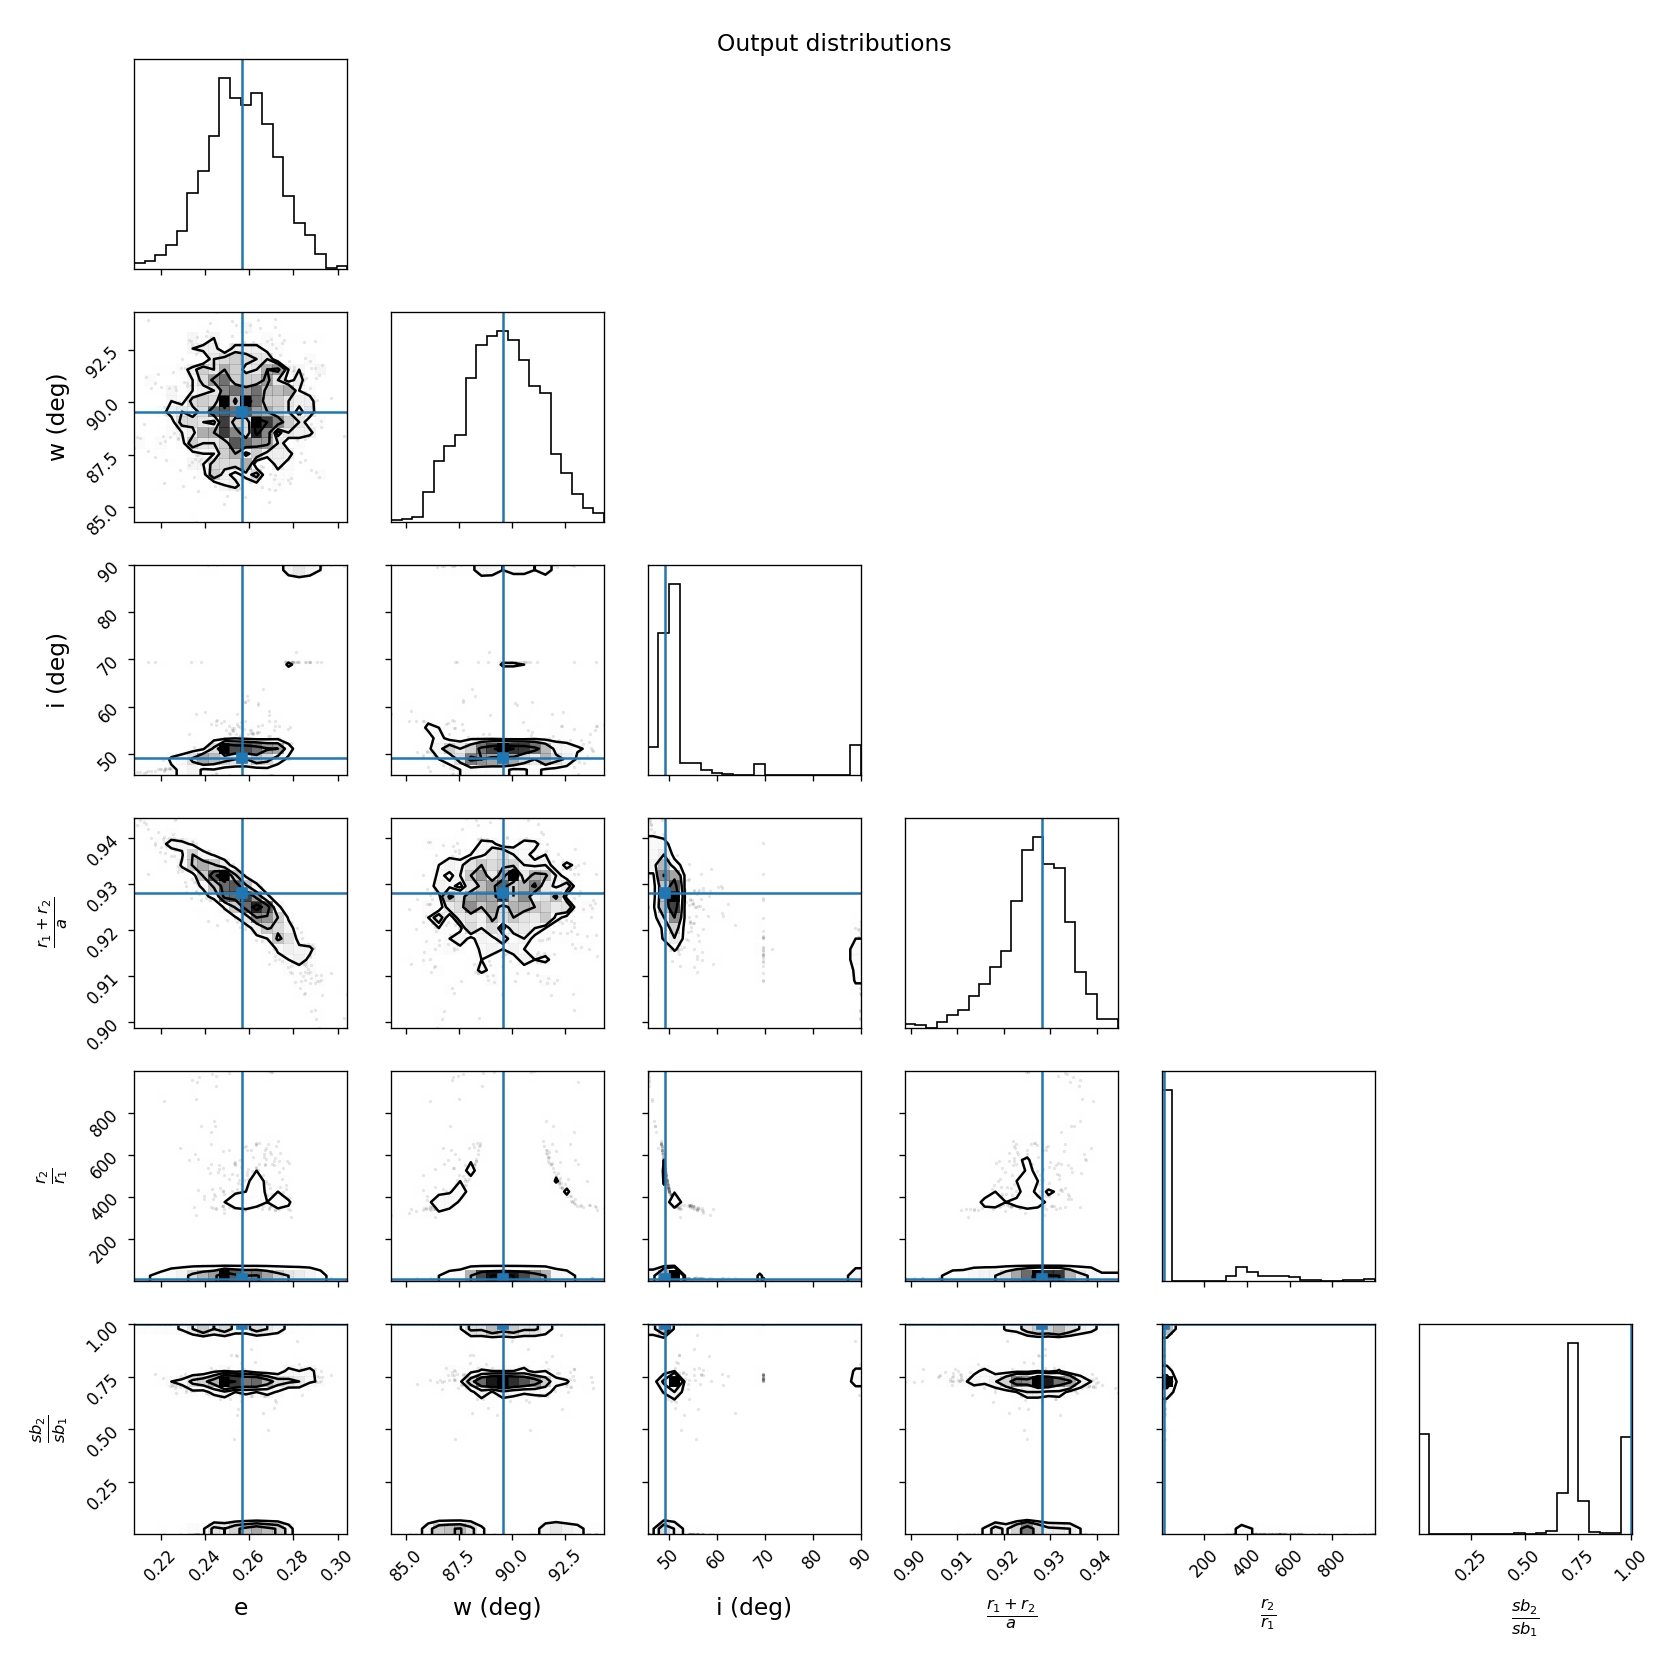 Output distributions
92.5
90.0
87.5
85.0
w (deg)
90
80
70
60
50
i (deg)
0.94
0.93
0.92
0.91
0.90
r₁ + r₂
a
800
600
400
200
r₂
r₁
1.00
0.75
0.50
0.25
sb₂
sb₁
0.22 0.24 0.26 0.28 0.30 85.0 87.5 90.0 92.5 50 60 70 80 90 0.90 0.91 0.92 0.93 0.94 200 400 600 800 0.25 0.50 0.75 1.00
e w (deg) i (deg)
r₁ + r₂ r₂ sb₂
a r₁ sb₁